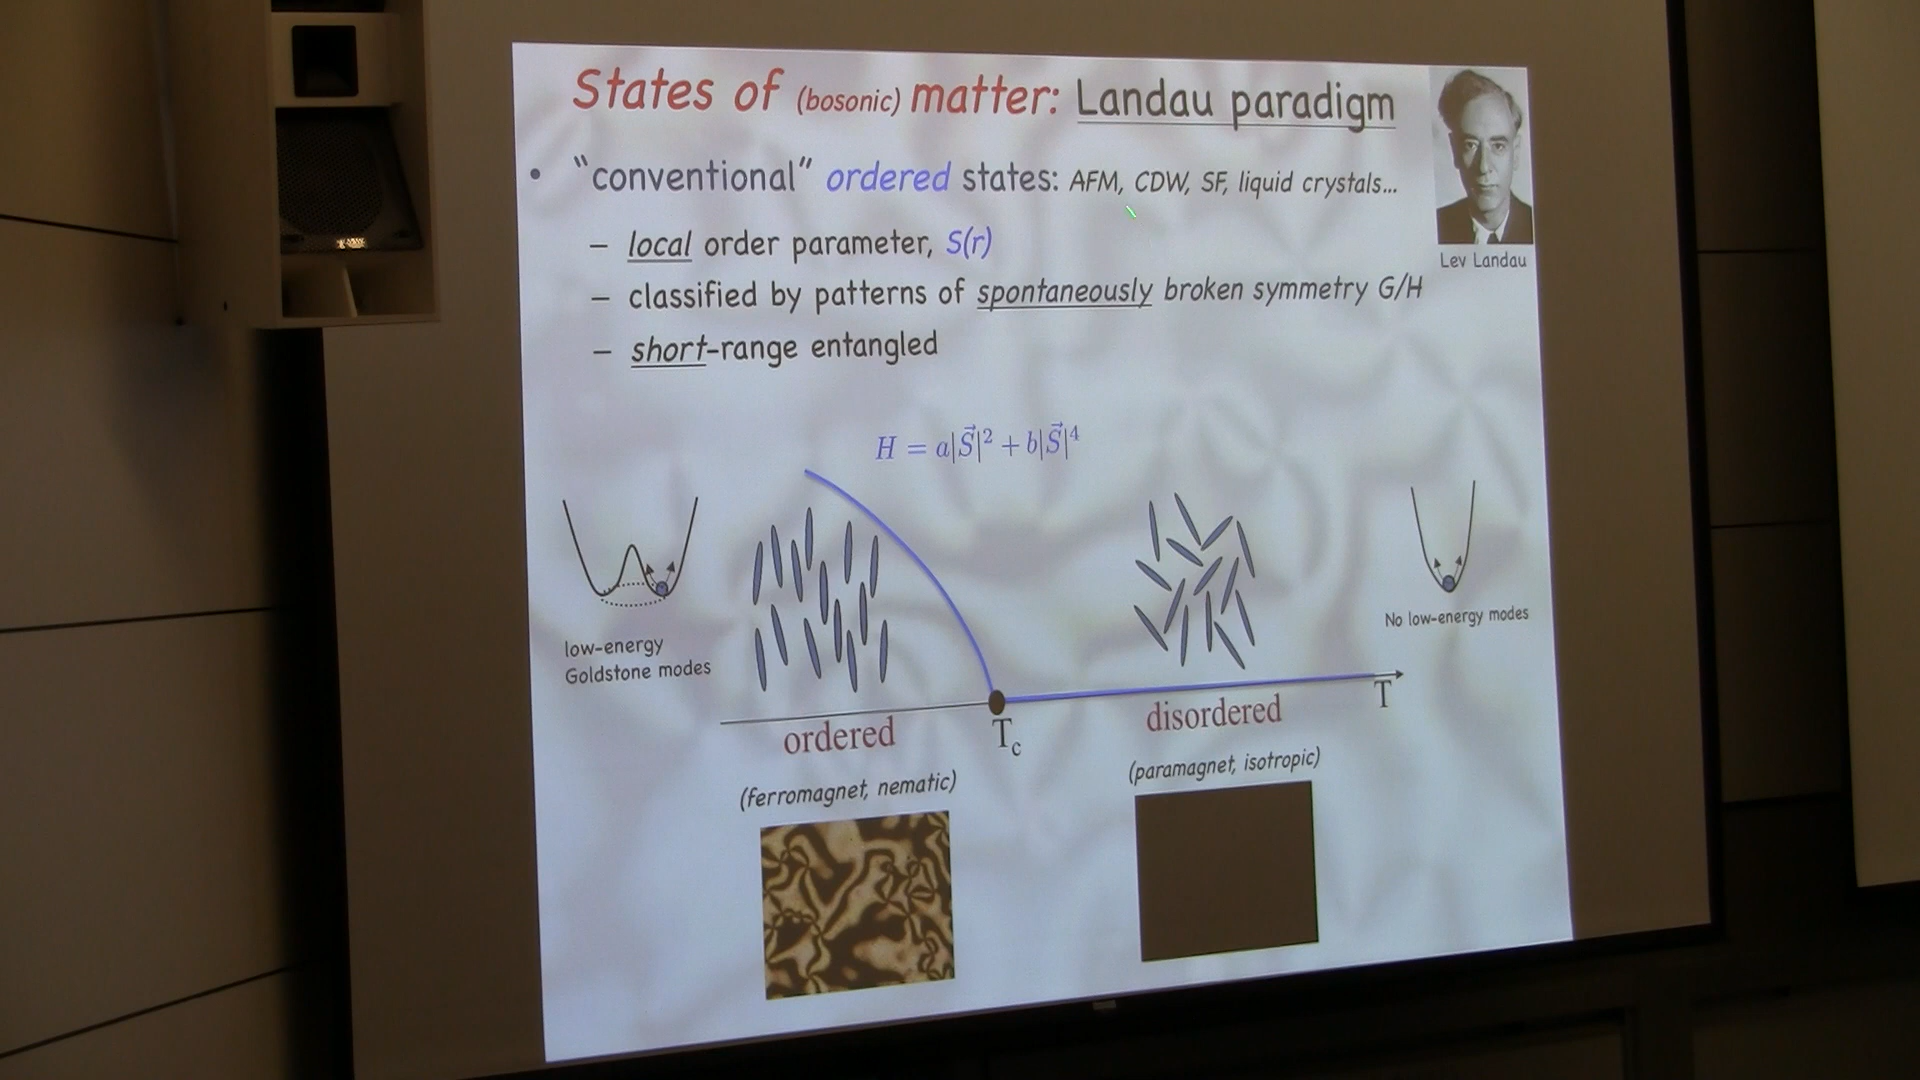 States of (bosonic) matter: Landau paradigm
• "conventional" ordered states: AFM, CDW, SF, liquid crystals...
– local order parameter, S(r)
Lev Landau
– classified by patterns of spontaneously broken symmetry G/H
– short-range entangled
H = a|S⃗|² + b|S⃗|⁴
No low-energy modes
low-energy
Goldstone modes
ordered
T_c
disordered
T
(ferromagnet, nematic)
(paramagnet, isotropic)